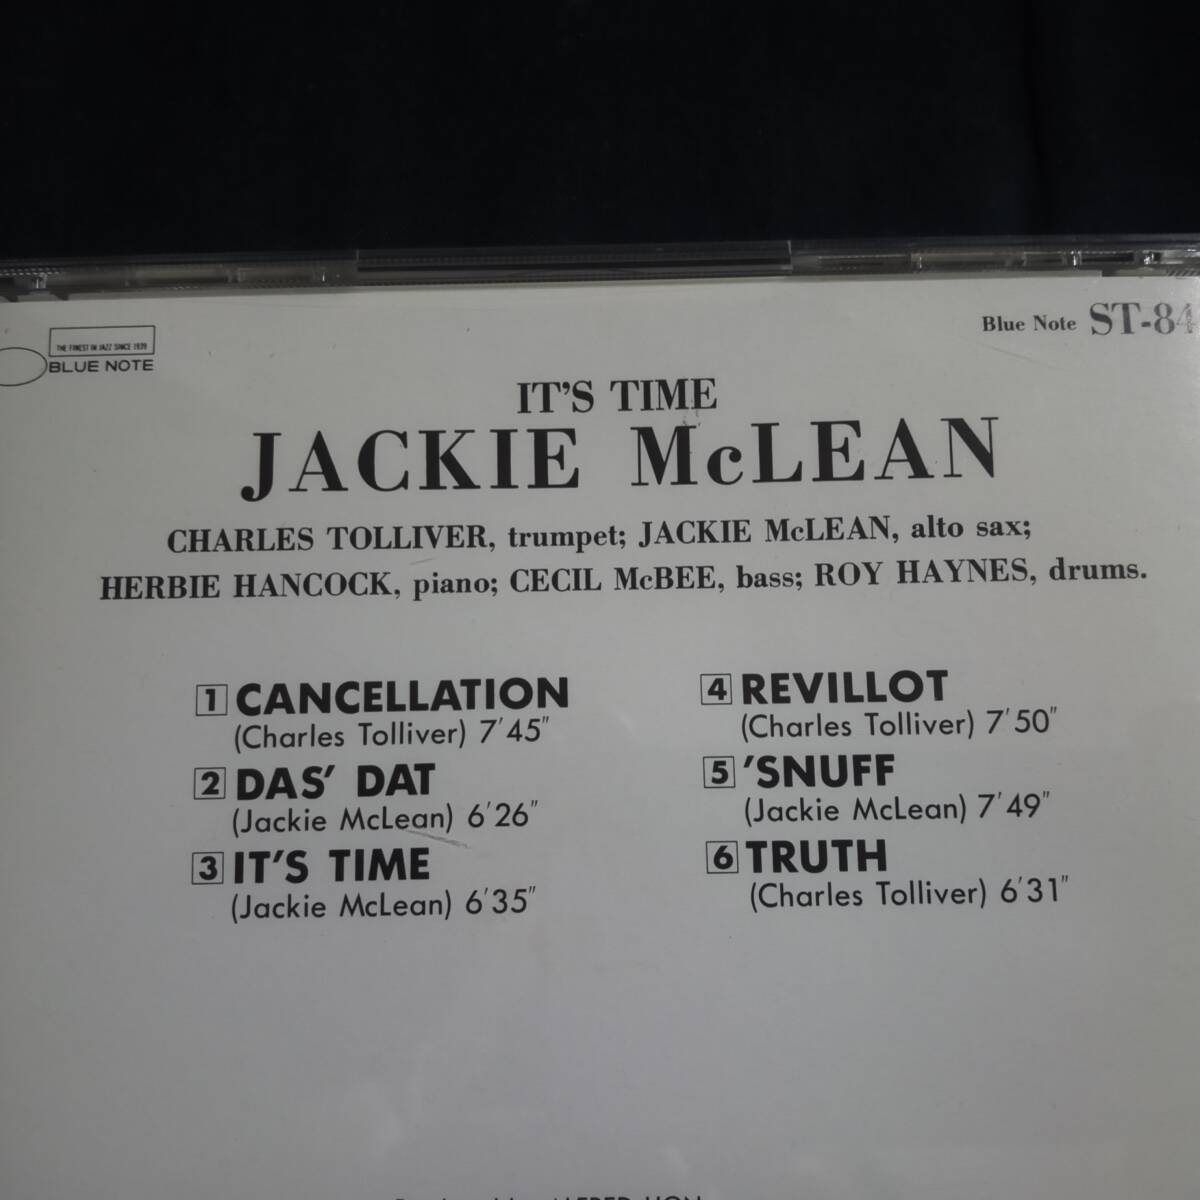 THE FINEST IN JAZZ SINCE 1939
BLUE NOTE
Blue Note ST-84
IT'S TIME
JACKIE McLEAN
CHARLES TOLLIVER, trumpet; JACKIE McLEAN, alto sax;
HERBIE HANCOCK, piano; CECIL McBEE, bass; ROY HAYNES, drums.
1 CANCELLATION
(Charles Tolliver) 7'45"
2 DAS' DAT
(Jackie McLean) 6'26"
3 IT'S TIME
(Jackie McLean) 6'35"
4 REVILLOT
(Charles Tolliver) 7'50"
5 'SNUFF
(Jackie McLean) 7'49"
6 TRUTH
(Charles Tolliver) 6'31"